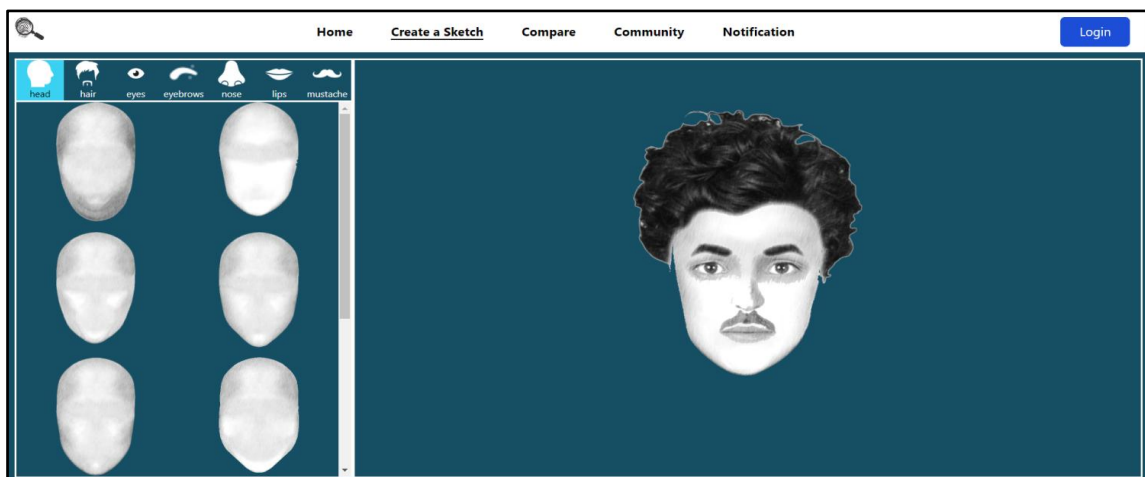 Home Create a Sketch Compare Community Notification Login
head hair eyes eyebrows nose lips mustache